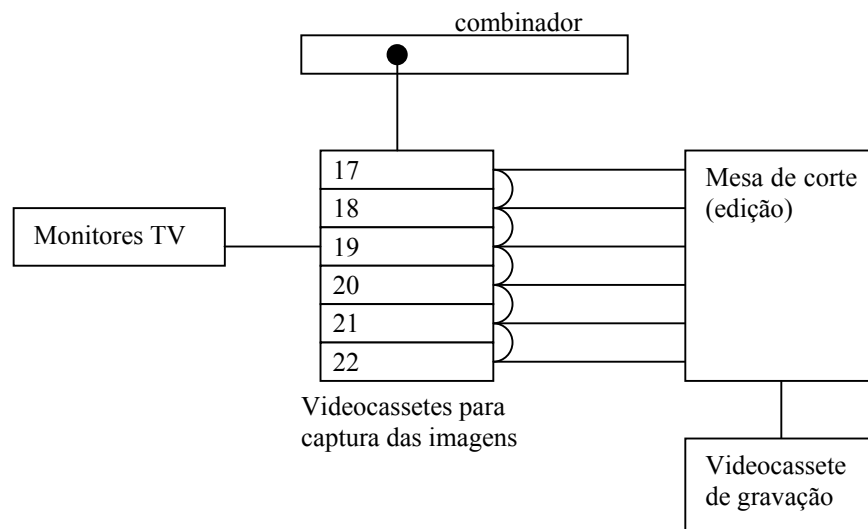 combinador
17
18
19
20
21
22
Monitores TV
Mesa de corte
(edição)
Videocassetes para
captura das imagens
Videocassete
de gravação